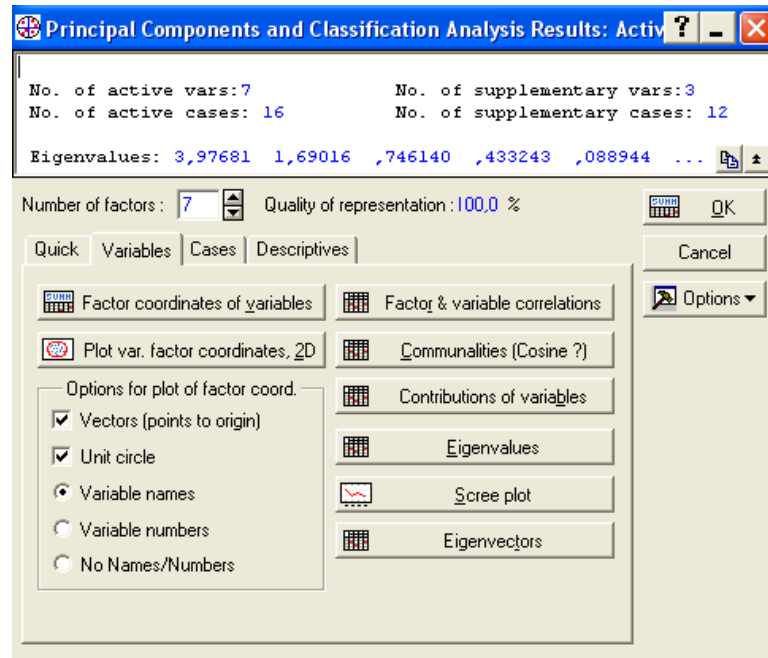 Principal Components and Classification Analysis Results: Activ ?
No. of active vars:7 No. of supplementary vars:3
No. of active cases: 16 No. of supplementary cases: 12
Eigenvalues: 3,97681 1,69016 ,746140 ,433243 ,088944 ...
Number of factors : 7 Quality of representation :100,0 %
SUMM OK
Quick Variables Cases Descriptives
Cancel
SUMM Factor coordinates of variables
Factor & variable correlations
Options
Plot var. factor coordinates, 2D
Communalities (Cosine ?)
Options for plot of factor coord.
Contributions of variables
Vectors (points to origin)
Unit circle
Eigenvalues
Variable names
Scree plot
Variable numbers
Eigenvectors
No Names/Numbers